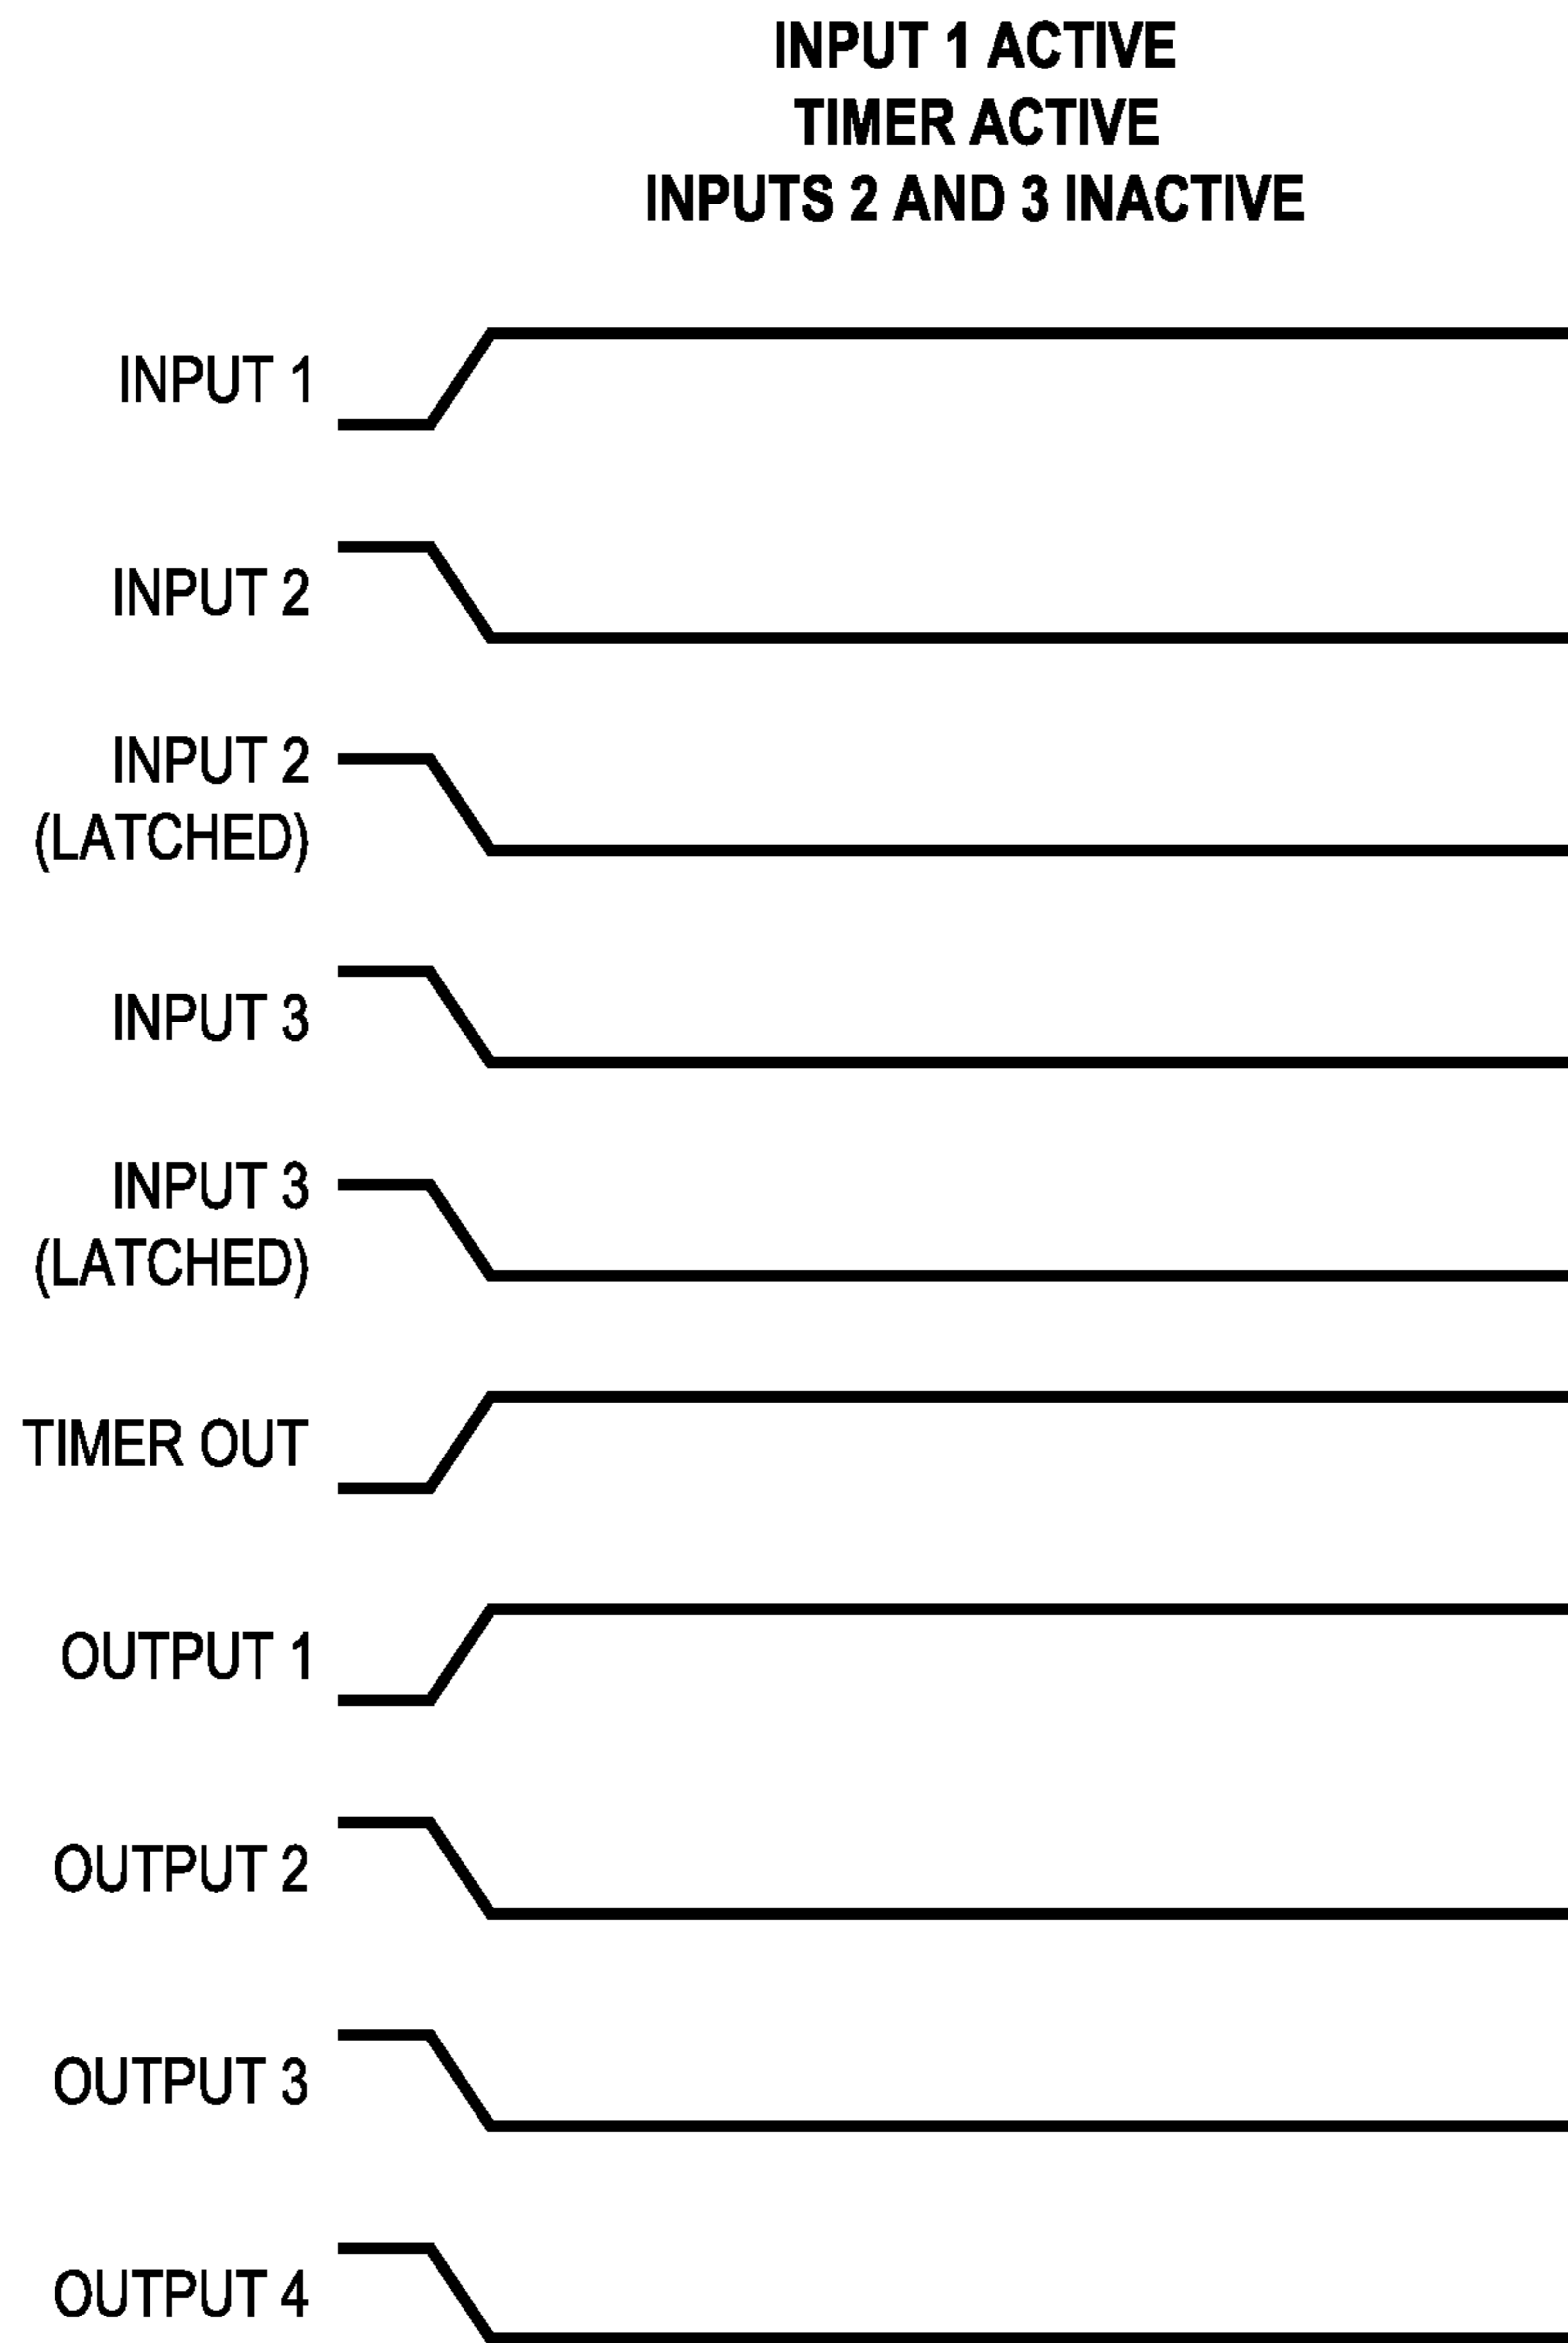 INPUT 1 ACTIVE
TIMER ACTIVE
INPUTS 2 AND 3 INACTIVE
INPUT 1
INPUT 2
INPUT 2
(LATCHED)
INPUT 3
INPUT 3
(LATCHED)
TIMER OUT
OUTPUT 1
OUTPUT 2
OUTPUT 3
OUTPUT 4